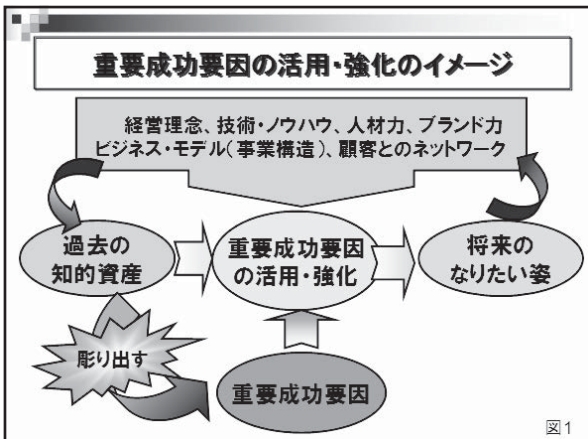 重要成功要因の活用・強化のイメージ
経営理念、技術・ノウハウ、人材力、ブランド力
ビジネス・モデル(事業構造)、顧客とのネットワーク
過去の
知的資産
重要成功要因
の活用・強化
将来の
なりたい姿
彫り出す
重要成功要因
図1